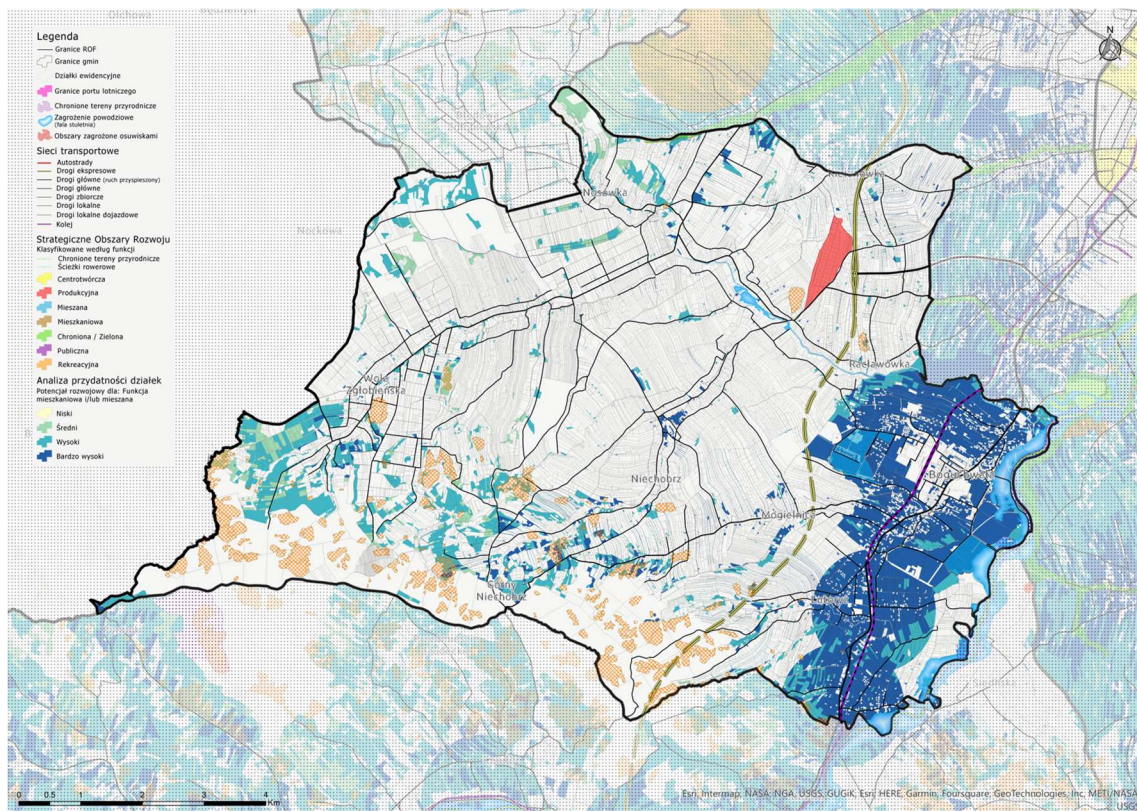 Legenda
Granice ROF
Granice gmin
Działki ewidencyjne
Granice portu lotniczego
Chronione tereny przyrodnicze
Zagrożenie powodziowe
(fala stuletnia)
Obszary zagrożone osuwiskami
Sieci transportowe
Autostrady
Drogi ekspresowe
Drogi główne (ruch przyspieszony)
Drogi główne
Drogi zbiorcze
Drogi lokalne
Drogi lokalne dojazdowe
Kolej
Strategiczne Obszary Rozwoju
Klasyfikowane według funkcji
Chronione tereny przyrodnicze
Ścieżki rowerowe
Centrotwórcza
Produkcyjna
Mieszana
Mieszkaniowa
Chroniona / Zielona
Publiczna
Rekreacyjna
Analiza przydatności działek
Potencjał rozwojowy dla: Funkcja
mieszkaniowa i/lub mieszana
Niski
Średni
Wysoki
Bardzo wysoki
N
Nockowa
Nosówka
Racławówka
Wola
Zgłobieńska
Niechobrz
Mogielnica
Górny
Niechobrz
0 0.5 1 2 3 4
Km
Esri, Intermap, NASA, NGA, USGS, GUGiK, Esri, HERE, Garmin, Foursquare, GeoTechnologies, Inc, METI/NASA